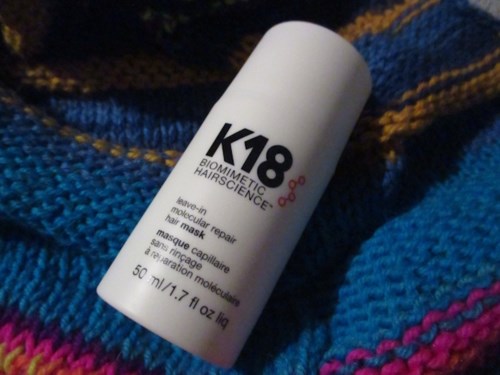 K18
BIOMIMETIC
HAIRSCIENCE™
leave-in
molecular repair
hair mask
masque capillaire
sans rinçage
à réparation moléculaire
50 ml/1.7 fl oz liq